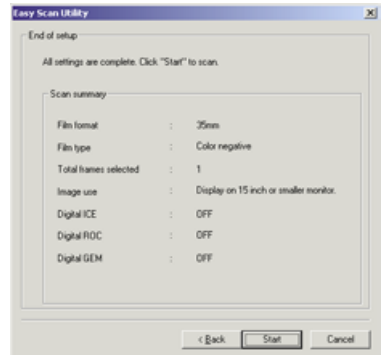 Easy Scan Utility
End of setup
All settings are complete. Click "Start" to scan.
Scan summary
Film format : 35mm
Film type : Color negative
Total frames selected : 1
Image use : Display on 15 inch or smaller monitor.
Digital ICE : OFF
Digital ROC : OFF
Digital GEM : OFF
< Back Start Cancel